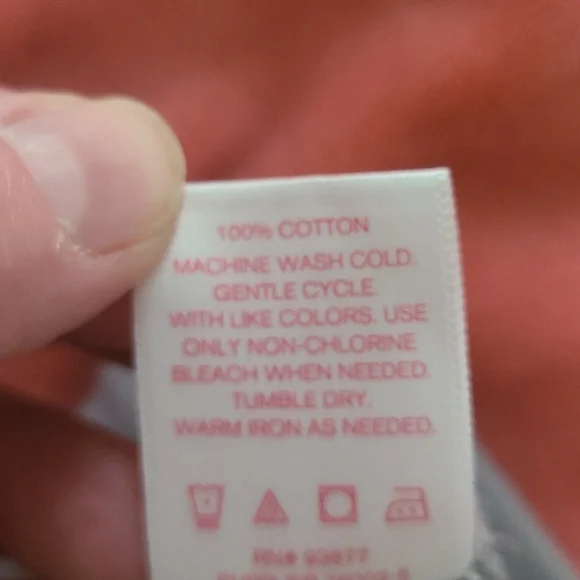 100% COTTON
MACHINE WASH COLD.
GENTLE CYCLE.
WITH LIKE COLORS. USE
ONLY NON-CHLORINE
BLEACH WHEN NEEDED.
TUMBLE DRY.
WARM IRON AS NEEDED.
RN# 93677